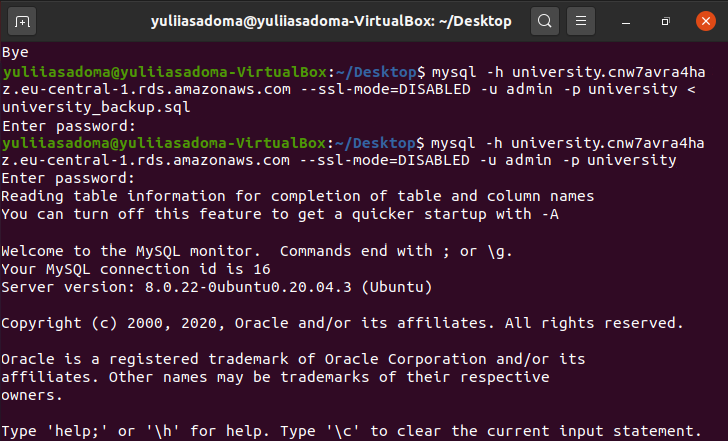 yuliiasadoma@yuliiasadoma-VirtualBox: ~/Desktop
Bye
yuliiasadoma@yuliiasadoma-VirtualBox:~/Desktop$ mysql -h university.cnw7avra4ha
z.eu-central-1.rds.amazonaws.com --ssl-mode=DISABLED -u admin -p university <
university_backup.sql
Enter password:
yuliiasadoma@yuliiasadoma-VirtualBox:~/Desktop$ mysql -h university.cnw7avra4ha
z.eu-central-1.rds.amazonaws.com --ssl-mode=DISABLED -u admin -p university
Enter password:
Reading table information for completion of table and column names
You can turn off this feature to get a quicker startup with -A

Welcome to the MySQL monitor.  Commands end with ; or \g.
Your MySQL connection id is 16
Server version: 8.0.22-0ubuntu0.20.04.3 (Ubuntu)

Copyright (c) 2000, 2020, Oracle and/or its affiliates. All rights reserved.

Oracle is a registered trademark of Oracle Corporation and/or its
affiliates. Other names may be trademarks of their respective
owners.

Type 'help;' or '\h' for help. Type '\c' to clear the current input statement.